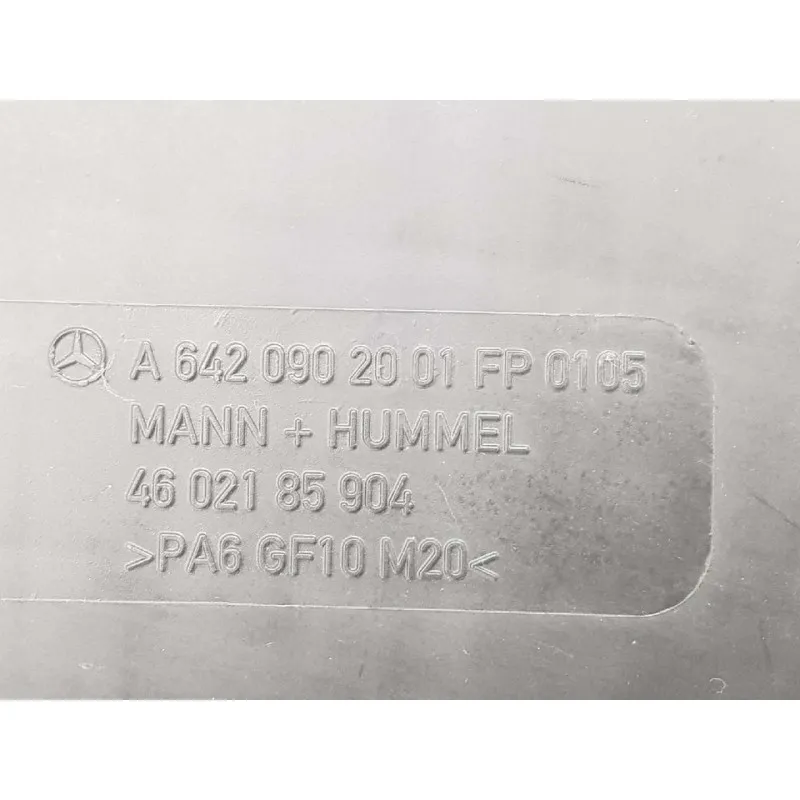 A 642 090 20 01 FP 0105
MANN + HUMMEL
46 021 85 904
>PA6 GF10 M20<